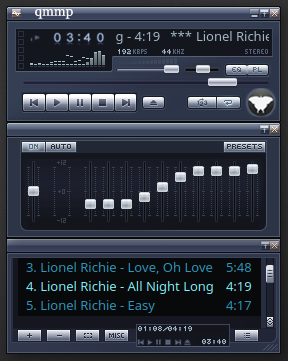 qmmp
03:40
g - 4:19 *** Lionel Richie
192 KBPS 44 KHZ STEREO
EQ PL
ON AUTO PRESETS
+12
0
-12
3. Lionel Richie - Love, Oh Love 5:48
4. Lionel Richie - All Night Long 4:19
5. Lionel Richie - Easy 4:17
MISC 01:08/04:19
03:40